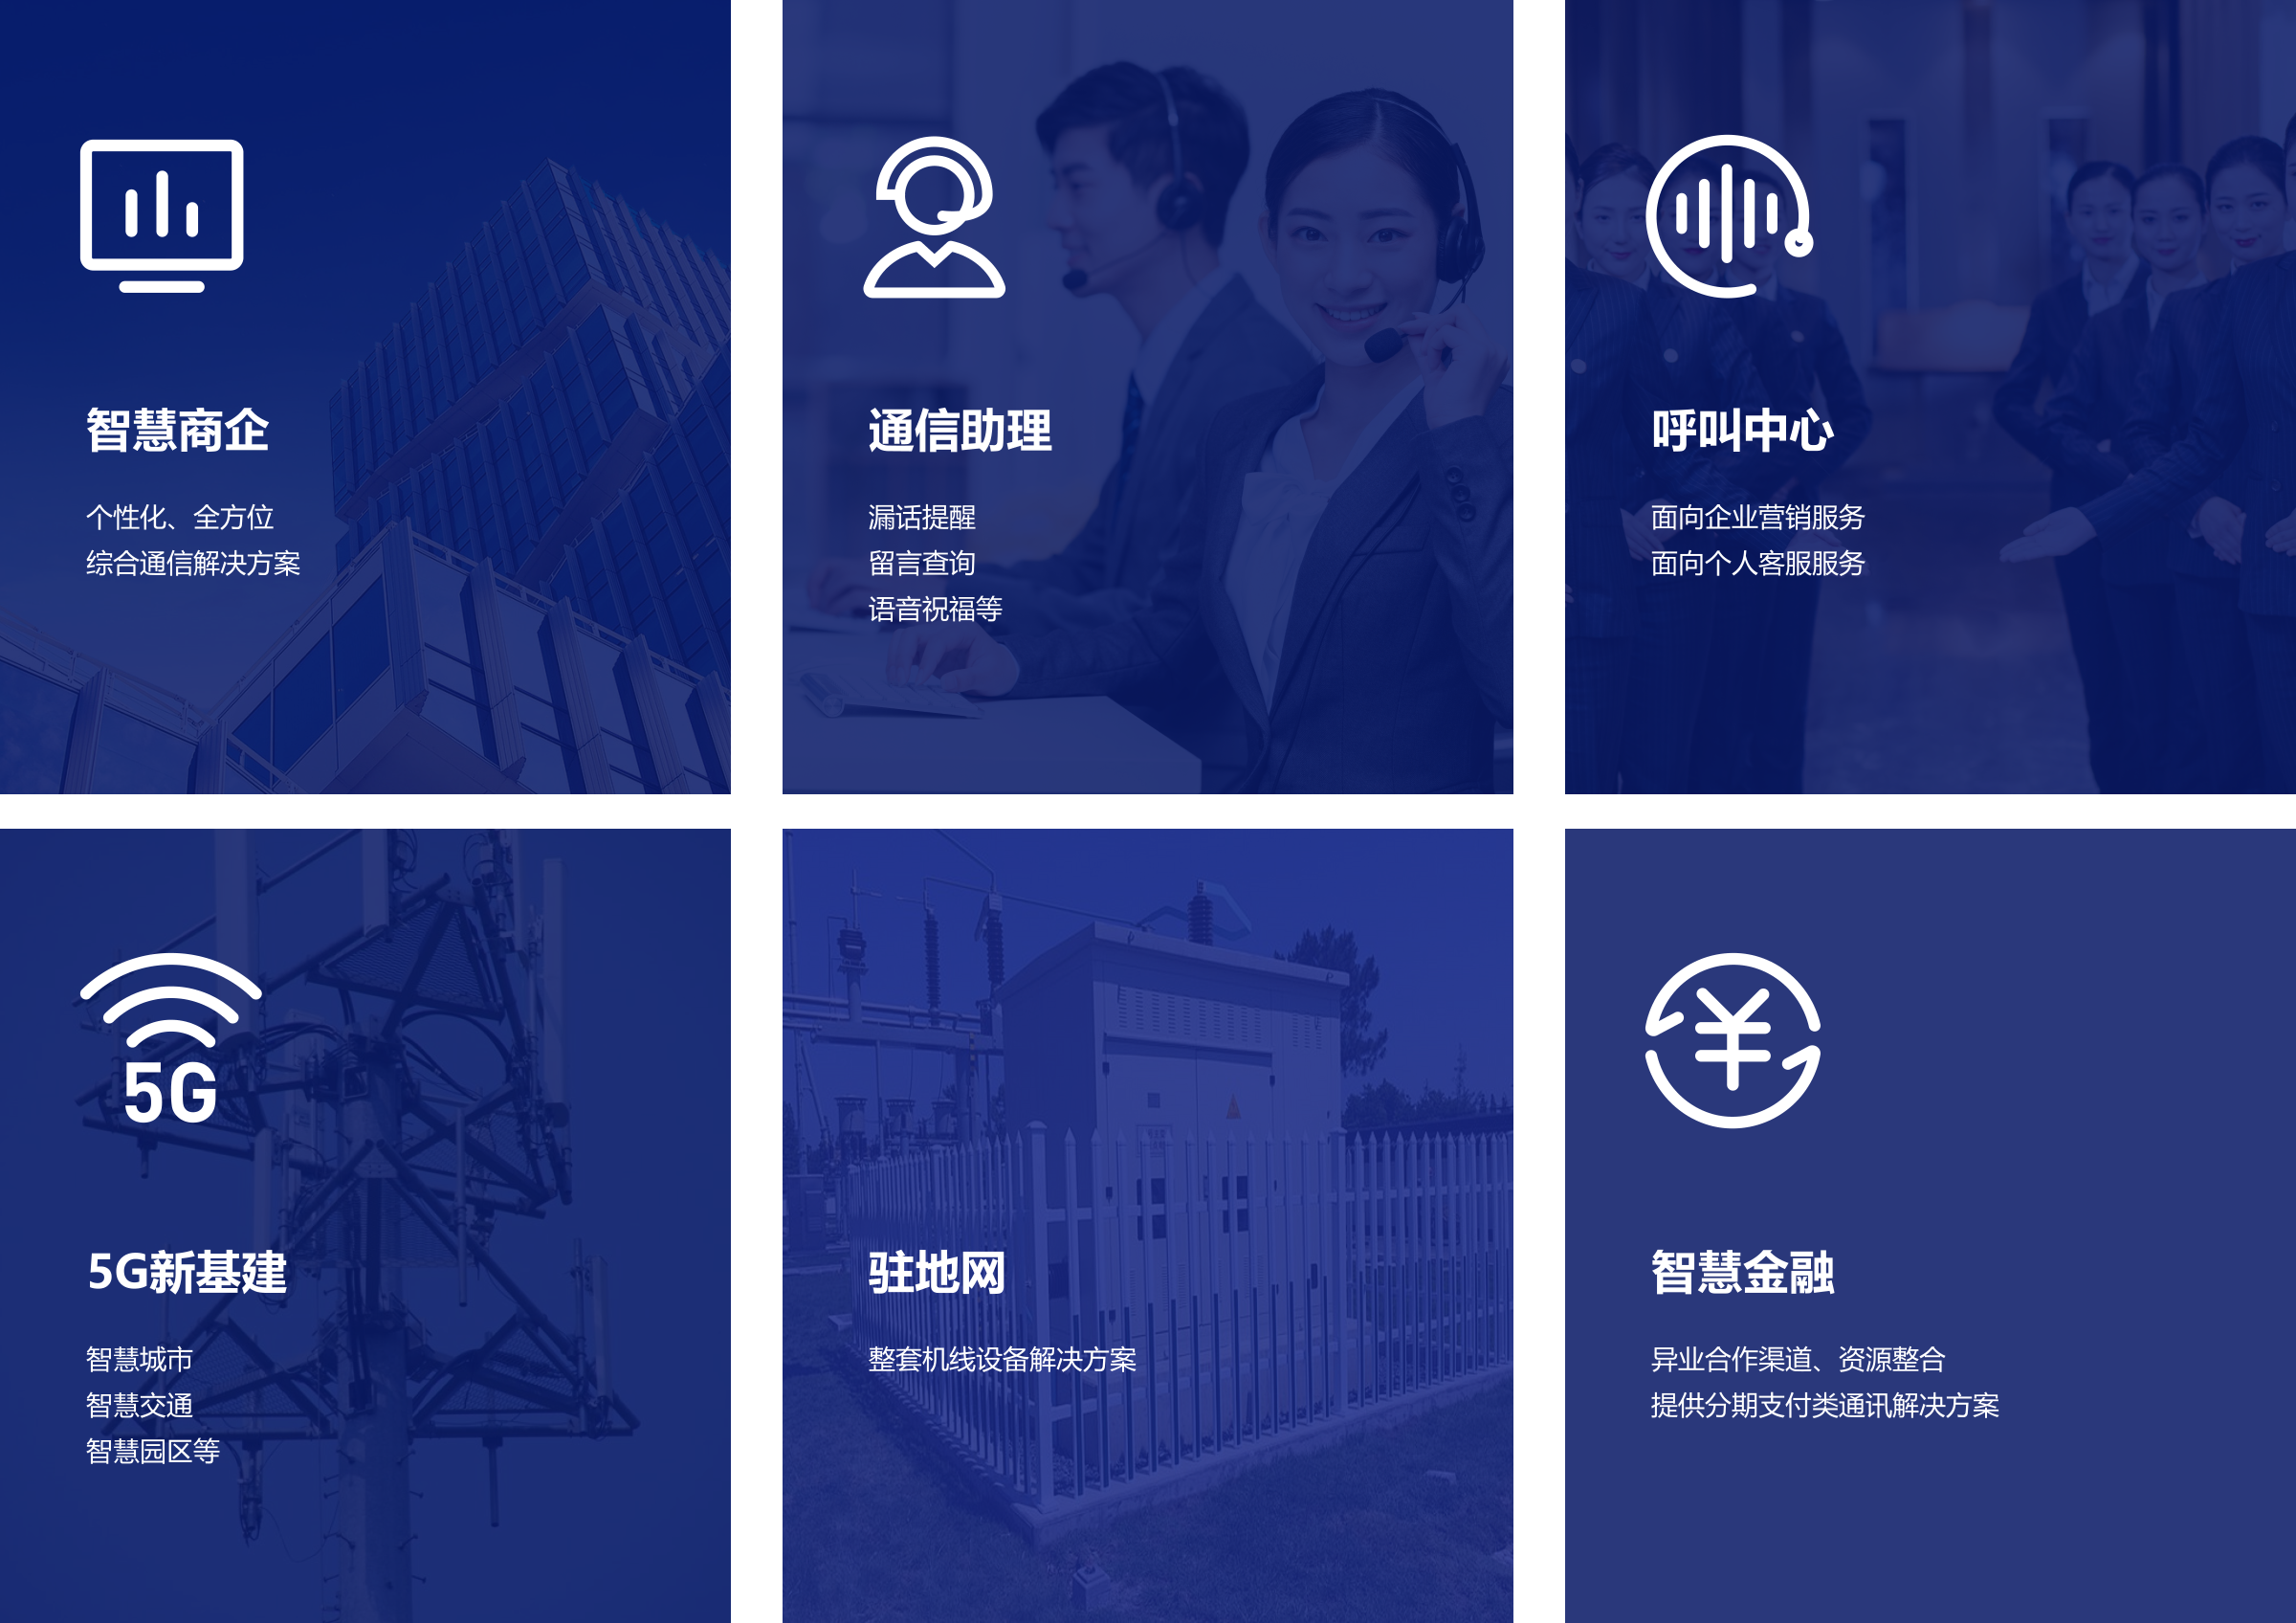 智慧商企
个性化、全方位
综合通信解决方案
通信助理
漏话提醒
留言查询
语音祝福等
呼叫中心
面向企业营销服务
面向个人客服服务
5G
5G新基建
智慧城市
智慧交通
智慧园区等
驻地网
整套机线设备解决方案
智慧金融
异业合作渠道、资源整合
提供分期支付类通讯解决方案